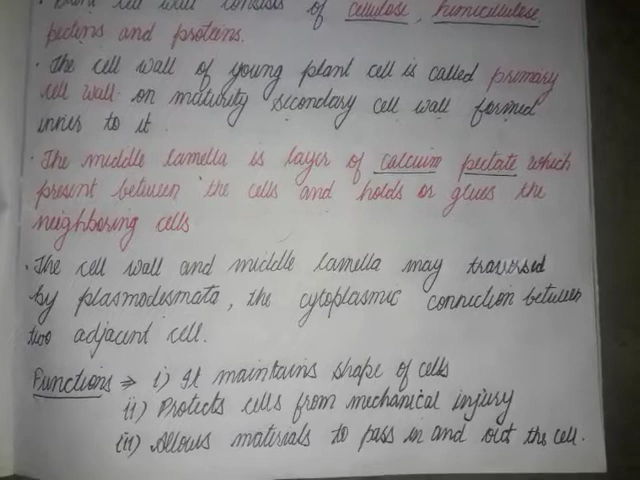 cell wall consists of cellulose, hemicellulose,
pectins and proteins.
· The cell wall of young plant cell is called primary
cell wall on maturity secondary cell wall formed
inner to it.
· The middle lamella is layer of calcium pectate which
present between the cells and holds or glues the
neighboring cells
· The cell wall and middle lamella may traversed
by plasmodesmata, the cytoplasmic connection between
two adjacent cell.
Functions ⇒ i) It maintains shape of cells
ii) Protects cells from mechanical injury
iii) Allows materials to pass in and out the cell.